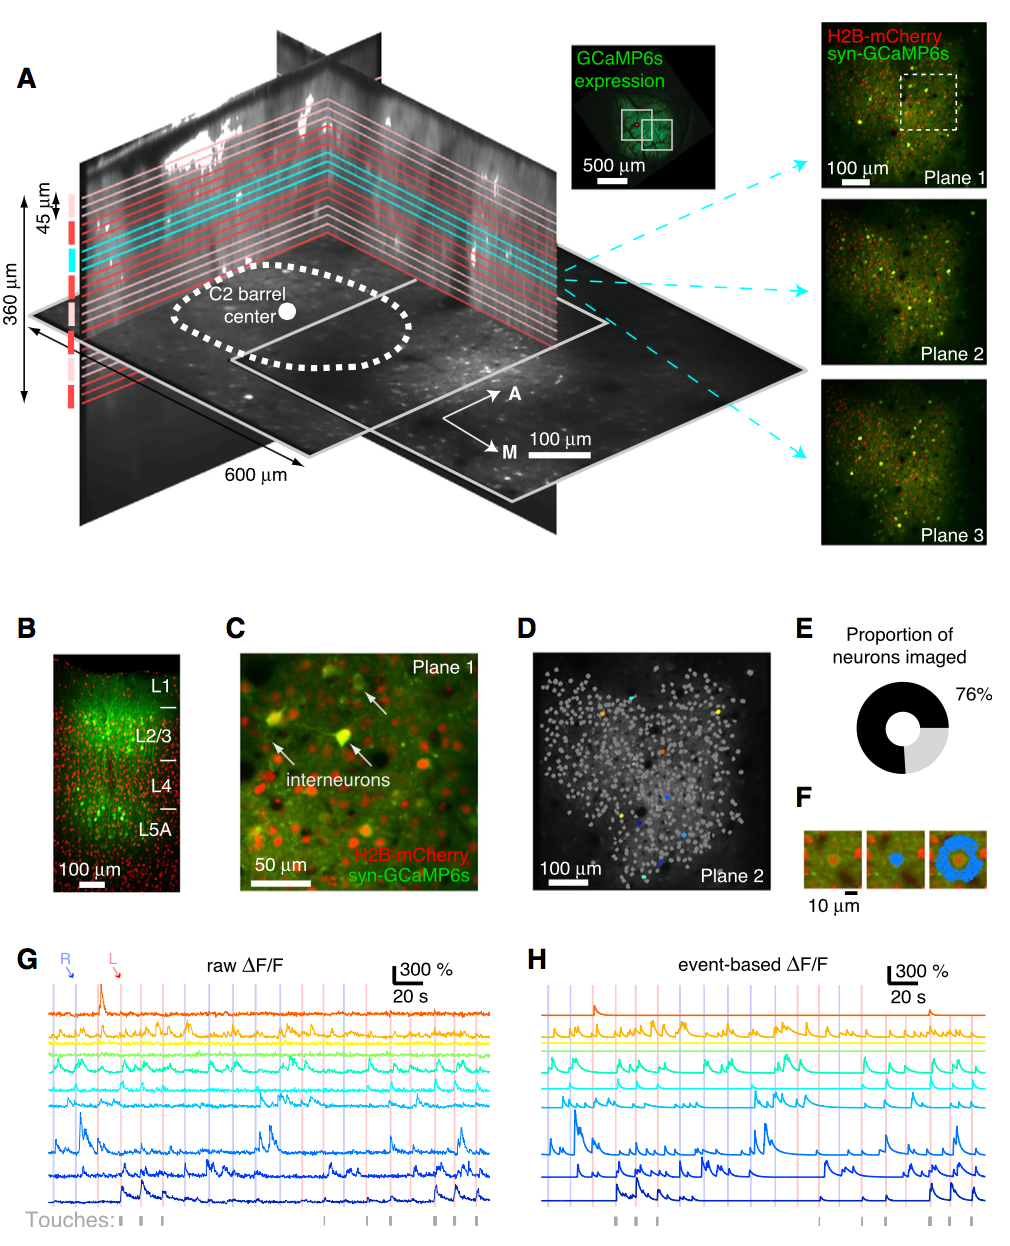 A
GCaMP6s
expression
500 µm
H2B-mCherry
syn-GCaMP6s
100 µm
Plane 1
45 µm
360 µm
C2 barrel
center
A
M
100 µm
600 µm
Plane 2
Plane 3
B
L1
L2/3
L4
L5A
100 µm
C
Plane 1
interneurons
50 µm
H2B-mCherry
syn-GCaMP6s
D
100 µm
Plane 2
E
Proportion of
neurons imaged
76%
F
10 µm
G
R
L
raw ΔF/F
300 %
20 s
H
event-based ΔF/F
300 %
20 s
Touches: